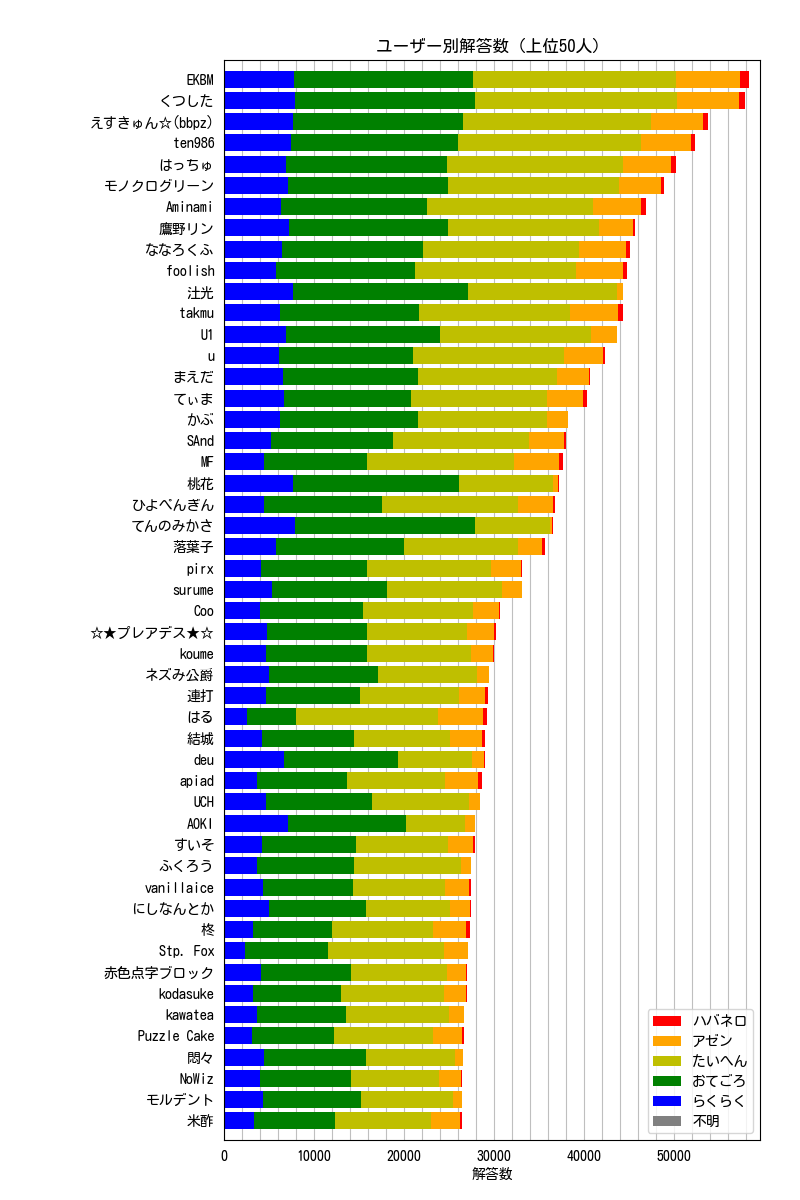 ユーザー別解答数 (上位50人)
EKBM
くつした
えすきゅん☆(bbpz)
ten986
はっちゅ
モノクログリーン
Aminami
鷹野リン
ななろくふ
foolish
汢光
takmu
U1
u
まえだ
てぃま
かぶ
SAnd
MF
桃花
ひよぺんぎん
てんのみかさ
落葉子
pirx
surume
Coo
☆★プレアデス★☆
koume
ネズみ公爵
連打
はる
結城
deu
apiad
UCH
AOKI
すいそ
ふくろう
vanillaice
にしなんとか
柊
Stp. Fox
赤色点字ブロック
kodasuke
kawatea
Puzzle Cake
悶々
NoWiz
モルデント
米酢
ハバネロ
アゼン
たいへん
おてごろ
らくらく
不明
0 10000 20000 30000 40000 50000
解答数